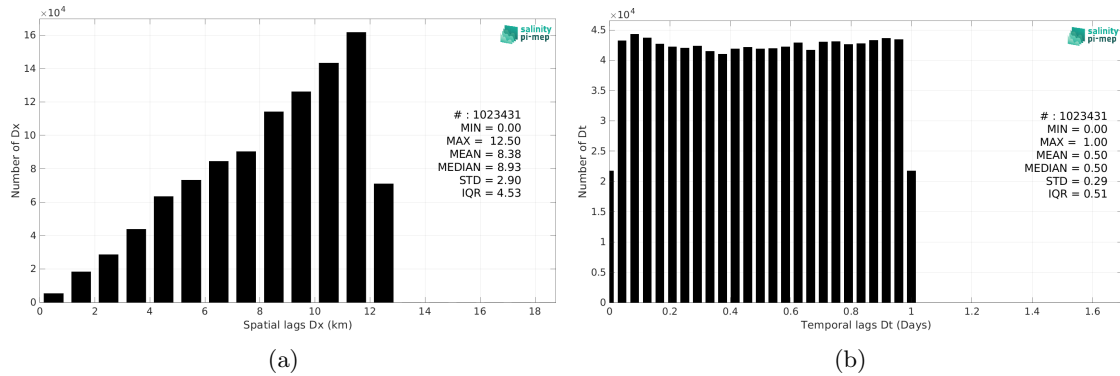 ×10⁴
16
14
12
10
8
6
4
2
0
Number of Dx
0 2 4 6 8 10 12 14 16 18
Spatial lags Dx (km)
salinity
pi-mep
# : 1023431
MIN = 0.00
MAX = 12.50
MEAN = 8.38
MEDIAN = 8.93
STD = 2.90
IQR = 4.53
(a)
×10⁴
4.5
4
3.5
3
2.5
2
1.5
1
0.5
0
Number of Dt
0 0.2 0.4 0.6 0.8 1 1.2 1.4 1.6
Temporal lags Dt (Days)
salinity
pi-mep
# : 1023431
MIN = 0.00
MAX = 1.00
MEAN = 0.50
MEDIAN = 0.50
STD = 0.29
IQR = 0.51
(b)